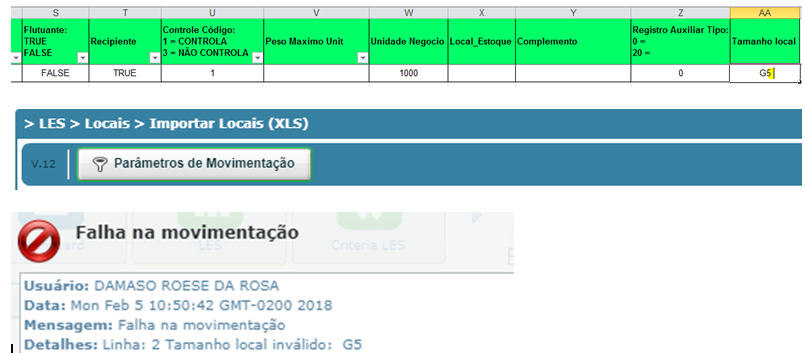 S T U V W X Y Z AA
Flutuante: TRUE FALSE Recipiente Controle Código: 1 = CONTROLA 3 = NÃO CONTROLA Peso Maximo Unit Unidade Negocio Local_Estoque Complemento Registro Auxiliar Tipo: 0 = 20 = Tamanho local
FALSE TRUE 1 1000 0 G5
> LES > Locais > Importar Locais (XLS)
V.12 Parâmetros de Movimentação
Falha na movimentação
LES Criteria LES
Usuário: DAMASO ROESE DA ROSA
Data: Mon Feb 5 10:50:42 GMT-0200 2018
Mensagem: Falha na movimentação
Detalhes: Linha: 2 Tamanho local inválido: G5